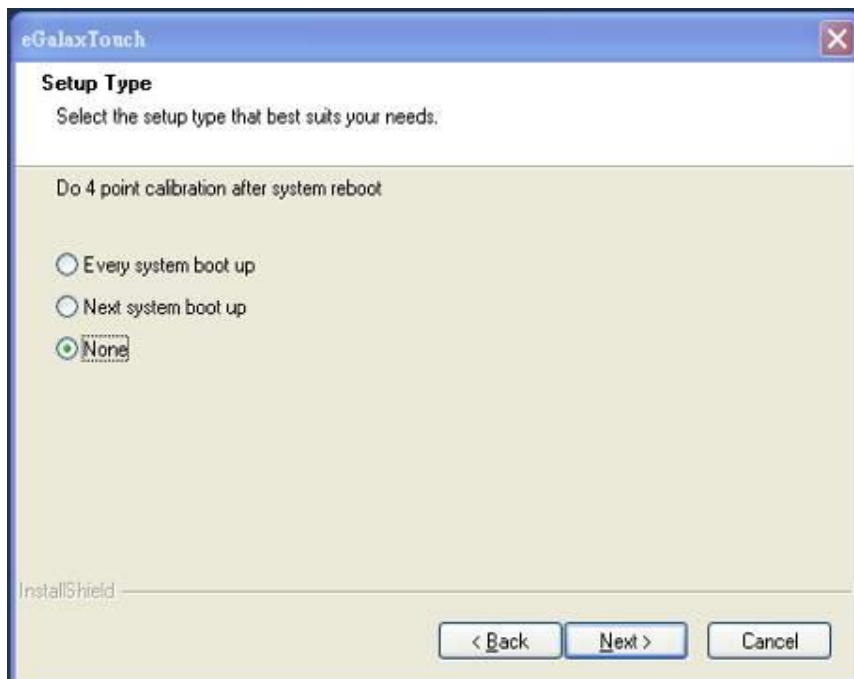 eGalaxTouch
Setup Type
Select the setup type that best suits your needs.
Do 4 point calibration after system reboot
Every system boot up
Next system boot up
None
InstallShield
< Back
Next >
Cancel